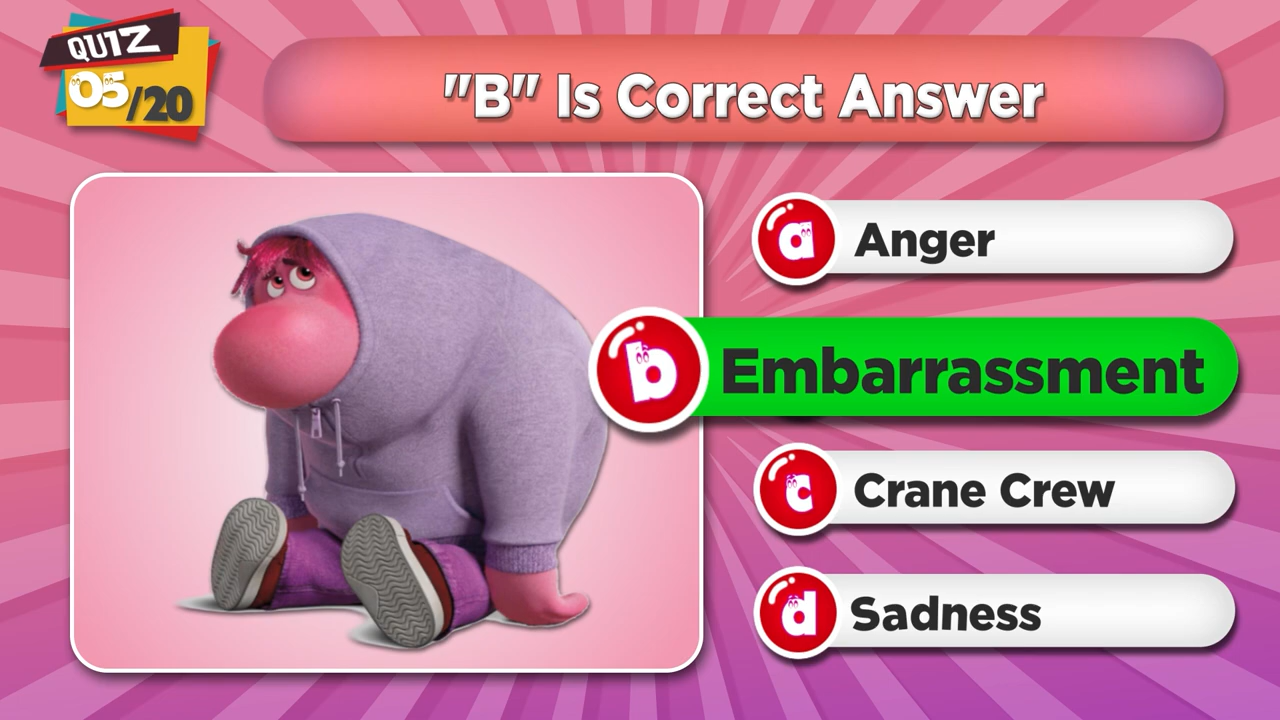 QUIZ
05/20
"B" Is Correct Answer
a Anger
b Embarrassment
c Crane Crew
d Sadness